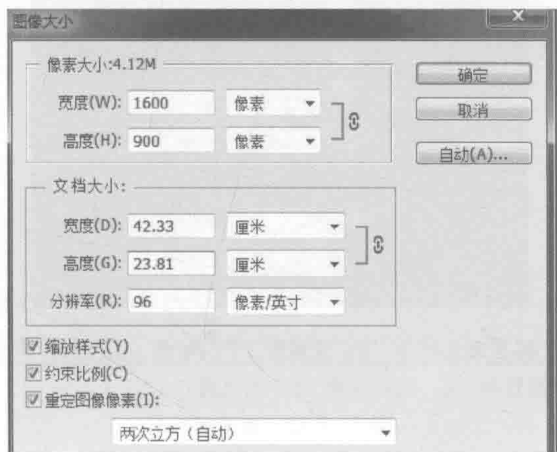 图像大小
像素大小:4.12M
确定
宽度(W): 1600 像素
取消
高度(H): 900 像素
自动(A)...
文档大小:
宽度(D): 42.33 厘米
高度(G): 23.81 厘米
分辨率(R): 96 像素/英寸
缩放样式(Y)
约束比例(C)
重定图像像素(I):
两次立方（自动）